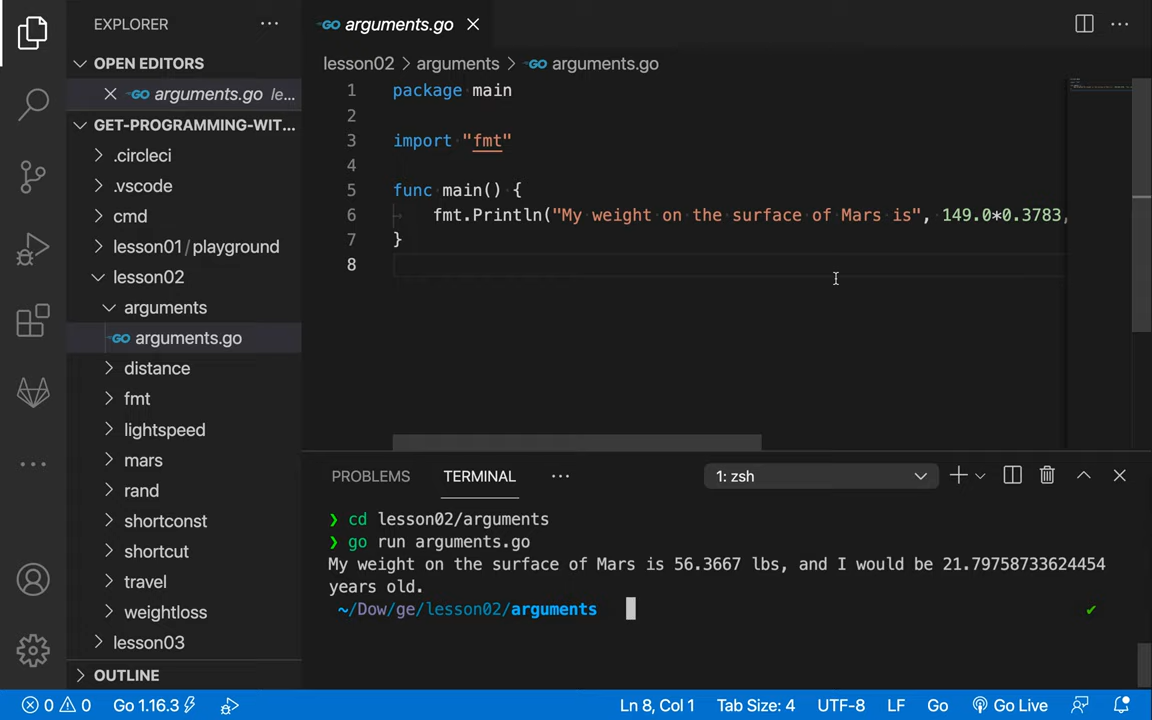 EXPLORER
OPEN EDITORS
GO arguments.go le...
GET-PROGRAMMING-WIT...
.circleci
.vscode
cmd
lesson01 / playground
lesson02
arguments
GO arguments.go
distance
fmt
lightspeed
mars
rand
shortconst
shortcut
travel
weightloss
lesson03
OUTLINE
GO arguments.go
lesson02 > arguments > GO arguments.go
1 package main
2
3 import "fmt"
4
5 func main() {
6 fmt.Println("My weight on the surface of Mars is", 149.0*0.3783,
7 }
8
PROBLEMS TERMINAL 1: zsh
❯ cd lesson02/arguments
❯ go run arguments.go
My weight on the surface of Mars is 56.3667 lbs, and I would be 21.79758733624454
years old.
~/Dow/ge/lesson02/arguments ✔
0 0 Go 1.16.3 Ln 8, Col 1 Tab Size: 4 UTF-8 LF Go Go Live